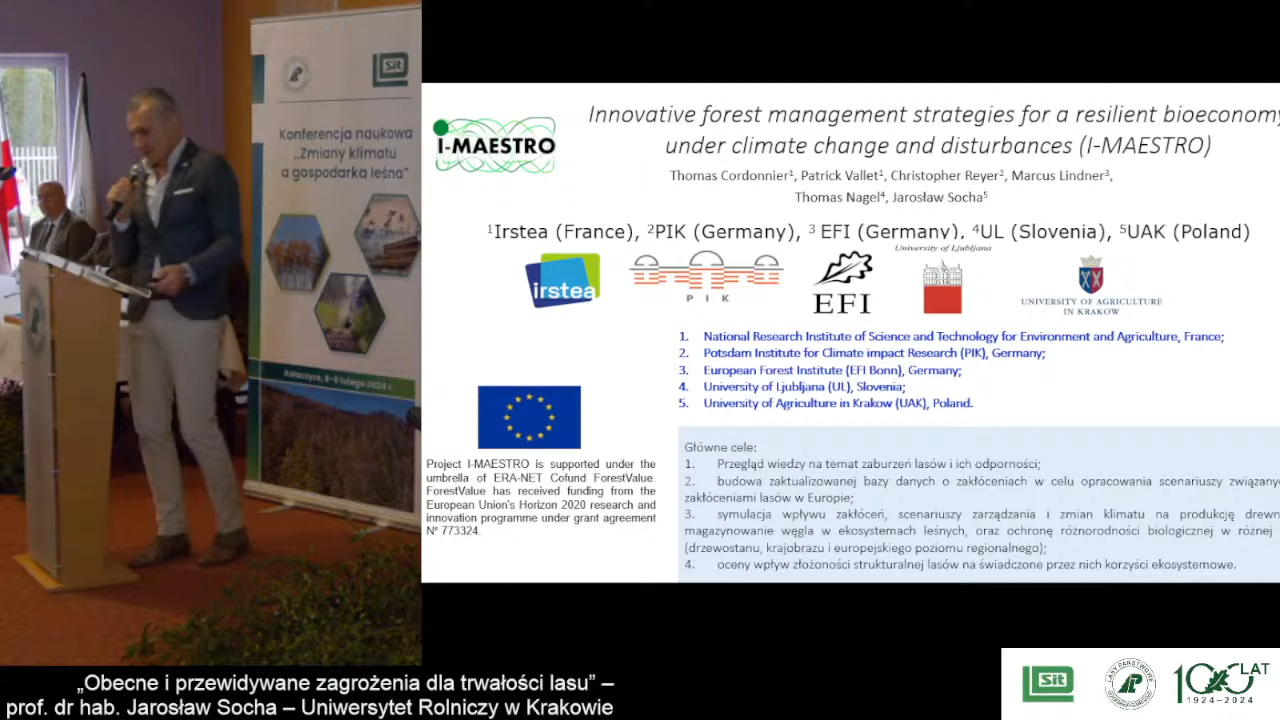 Sit
Konferencja naukowa
„Zmiany klimatu
a gospodarka leśna”
I-MAESTRO
Innovative forest management strategies for a resilient bioeconomy
under climate change and disturbances (I-MAESTRO)
Thomas Cordonnier1, Patrick Vallet1, Christopher Reyer2, Marcus Lindner3,
Thomas Nagel4, Jarosław Socha5
1Irstea (France), 2PIK (Germany), 3 EFI (Germany), 4UL (Slovenia), 5UAK (Poland)
University of Ljubljana
irstea
PIK
EFI
UNIVERSITY OF AGRICULTURE
IN KRAKOW
1. National Research Institute of Science and Technology for Environment and Agriculture, France;
2. Potsdam Institute for Climate impact Research (PIK), Germany;
3. European Forest Institute (EFI Bonn), Germany;
4. University of Ljubljana (UL), Slovenia;
5. University of Agriculture in Krakow (UAK), Poland.
Project I-MAESTRO is supported under the
umbrella of ERA-NET Cofund ForestValue.
ForestValue has received funding from the
European Union's Horizon 2020 research and
innovation programme under grant agreement
N° 773324.
Główne cele:
1. Przegląd wiedzy na temat zaburzeń lasów i ich odporności;
2. budowa zaktualizowanej bazy danych o zakłóceniach w celu opracowania scenariuszy związany
zakłóceniami lasów w Europie;
3. symulacja wpływu zakłóceń, scenariuszy zarządzania i zmian klimatu na produkcję drewn
magazynowanie węgla w ekosystemach leśnych, oraz ochronę różnorodności biologicznej w różnej
(drzewostanu, krajobrazu i europejskiego poziomu regionalnego);
4. oceny wpływ złożoności strukturalnej lasów na świadczone przez nich korzyści ekosystemowe.
„Obecne i przewidywane zagrożenia dla trwałości lasu” –
prof. dr hab. Jarosław Socha – Uniwersytet Rolniczy w Krakowie
Sit
LASY PAŃSTWOWE
100 LAT
1924–2024